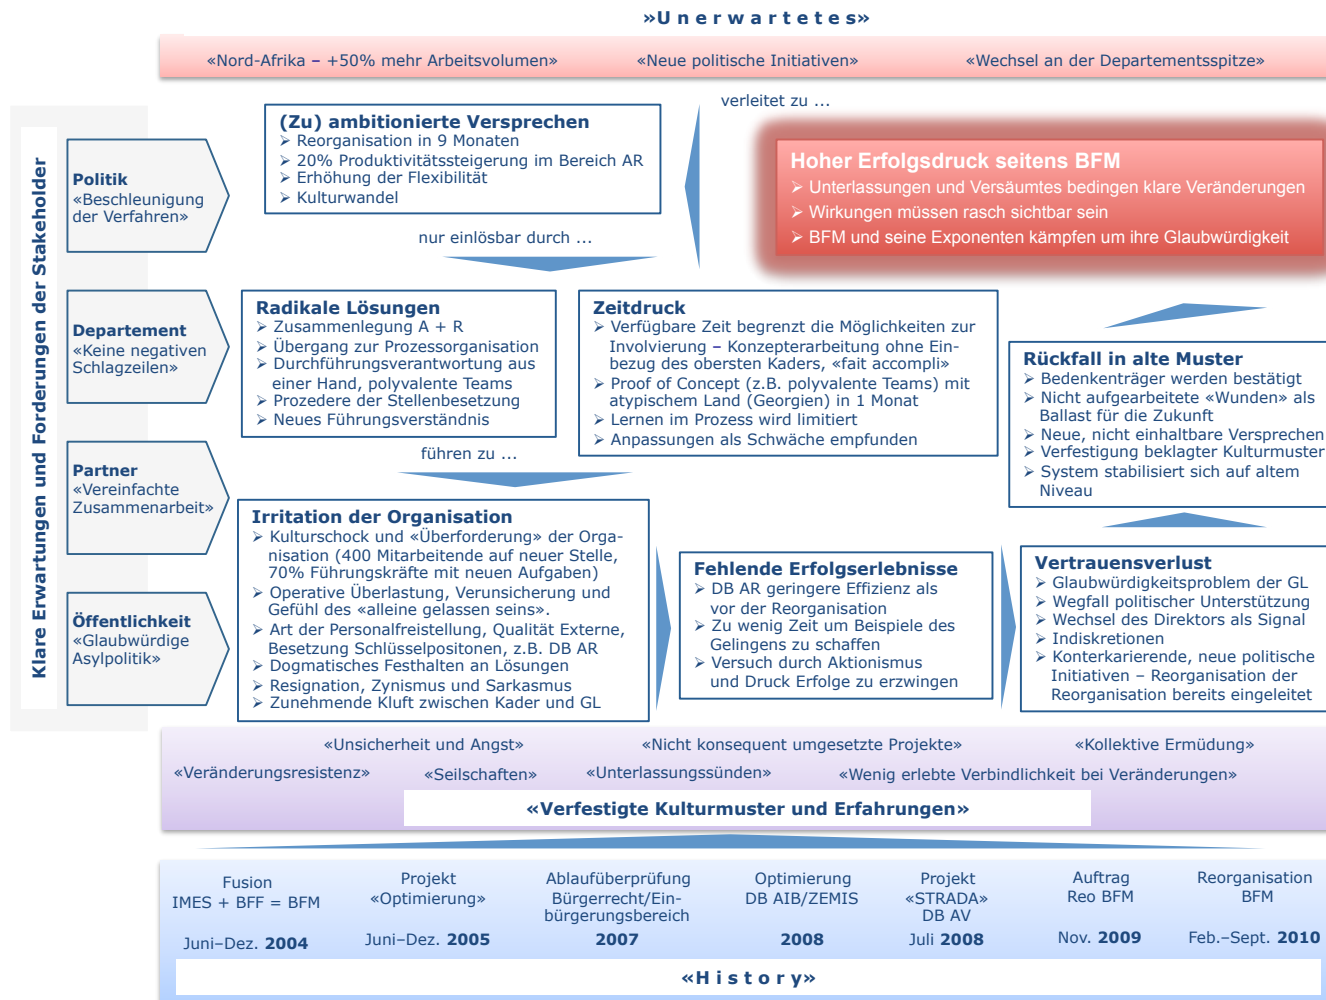 »U n e r w a r t e t e s»
«Nord-Afrika – +50% mehr Arbeitsvolumen»
«Neue politische Initiativen»
«Wechsel an der Departementsspitze»
verleitet zu ...
Klare Erwartungen und Forderungen der Stakeholder
Politik
«Beschleunigung
der Verfahren»
Departement
«Keine negativen
Schlagzeilen»
Partner
«Vereinfachte
Zusammenarbeit»
Öffentlichkeit
«Glaubwürdige
Asylpolitik»
(Zu) ambitionierte Versprechen
➢ Reorganisation in 9 Monaten
➢ 20% Produktivitätssteigerung im Bereich AR
➢ Erhöhung der Flexibilität
➢ Kulturwandel
Hoher Erfolgsdruck seitens BFM
➢ Unterlassungen und Versäumtes bedingen klare Veränderungen
➢ Wirkungen müssen rasch sichtbar sein
➢ BFM und seine Exponenten kämpfen um ihre Glaubwürdigkeit
nur einlösbar durch ...
Radikale Lösungen
➢ Zusammenlegung A + R
➢ Übergang zur Prozessorganisation
➢ Durchführungsverantwortung aus
einer Hand, polyvalente Teams
➢ Prozedere der Stellenbesetzung
➢ Neues Führungsverständnis
Zeitdruck
➢ Verfügbare Zeit begrenzt die Möglichkeiten zur
Involvierung – Konzepterarbeitung ohne Ein-
bezug des obersten Kaders, «fait accompli»
➢ Proof of Concept (z.B. polyvalente Teams) mit
atypischem Land (Georgien) in 1 Monat
➢ Lernen im Prozess wird limitiert
➢ Anpassungen als Schwäche empfunden
Rückfall in alte Muster
➢ Bedenkenträger werden bestätigt
➢ Nicht aufgearbeitete «Wunden» als
Ballast für die Zukunft
➢ Neue, nicht einhaltbare Versprechen
➢ Verfestigung beklagter Kulturmuster
➢ System stabilisiert sich auf altem
Niveau
führen zu ...
Irritation der Organisation
➢ Kulturschock und «Überforderung» der Orga-
nisation (400 Mitarbeitende auf neuer Stelle,
70% Führungskräfte mit neuen Aufgaben)
➢ Operative Überlastung, Verunsicherung und
Gefühl des «alleine gelassen seins».
➢ Art der Personalfreistellung, Qualität Externe,
Besetzung Schlüsselpositonen, z.B. DB AR
➢ Dogmatisches Festhalten an Lösungen
➢ Resignation, Zynismus und Sarkasmus
➢ Zunehmende Kluft zwischen Kader und GL
Fehlende Erfolgserlebnisse
➢ DB AR geringere Effizienz als
vor der Reorganisation
➢ Zu wenig Zeit um Beispiele des
Gelingens zu schaffen
➢ Versuch durch Aktionismus
und Druck Erfolge zu erzwingen
Vertrauensverlust
➢ Glaubwürdigkeitsproblem der GL
➢ Wegfall politischer Unterstützung
➢ Wechsel des Direktors als Signal
➢ Indiskretionen
➢ Konterkarierende, neue politische
Initiativen – Reorganisation der
Reorganisation bereits eingeleitet
«Unsicherheit und Angst»
«Nicht konsequent umgesetzte Projekte»
«Kollektive Ermüdung»
«Veränderungsresistenz»
«Seilschaften»
«Unterlassungssünden»
«Wenig erlebte Verbindlichkeit bei Veränderungen»
«Verfestigte Kulturmuster und Erfahrungen»
Fusion
IMES + BFF = BFM
Juni–Dez. 2004
Projekt
«Optimierung»
Juni–Dez. 2005
Ablaufüberprüfung
Bürgerrecht/Ein-
bürgerungsbereich
2007
Optimierung
DB AIB/ZEMIS
2008
Projekt
«STRADA»
DB AV
Juli 2008
Auftrag
Reo BFM
Nov. 2009
Reorganisation
BFM
Feb.–Sept. 2010
«H i s t o r y»